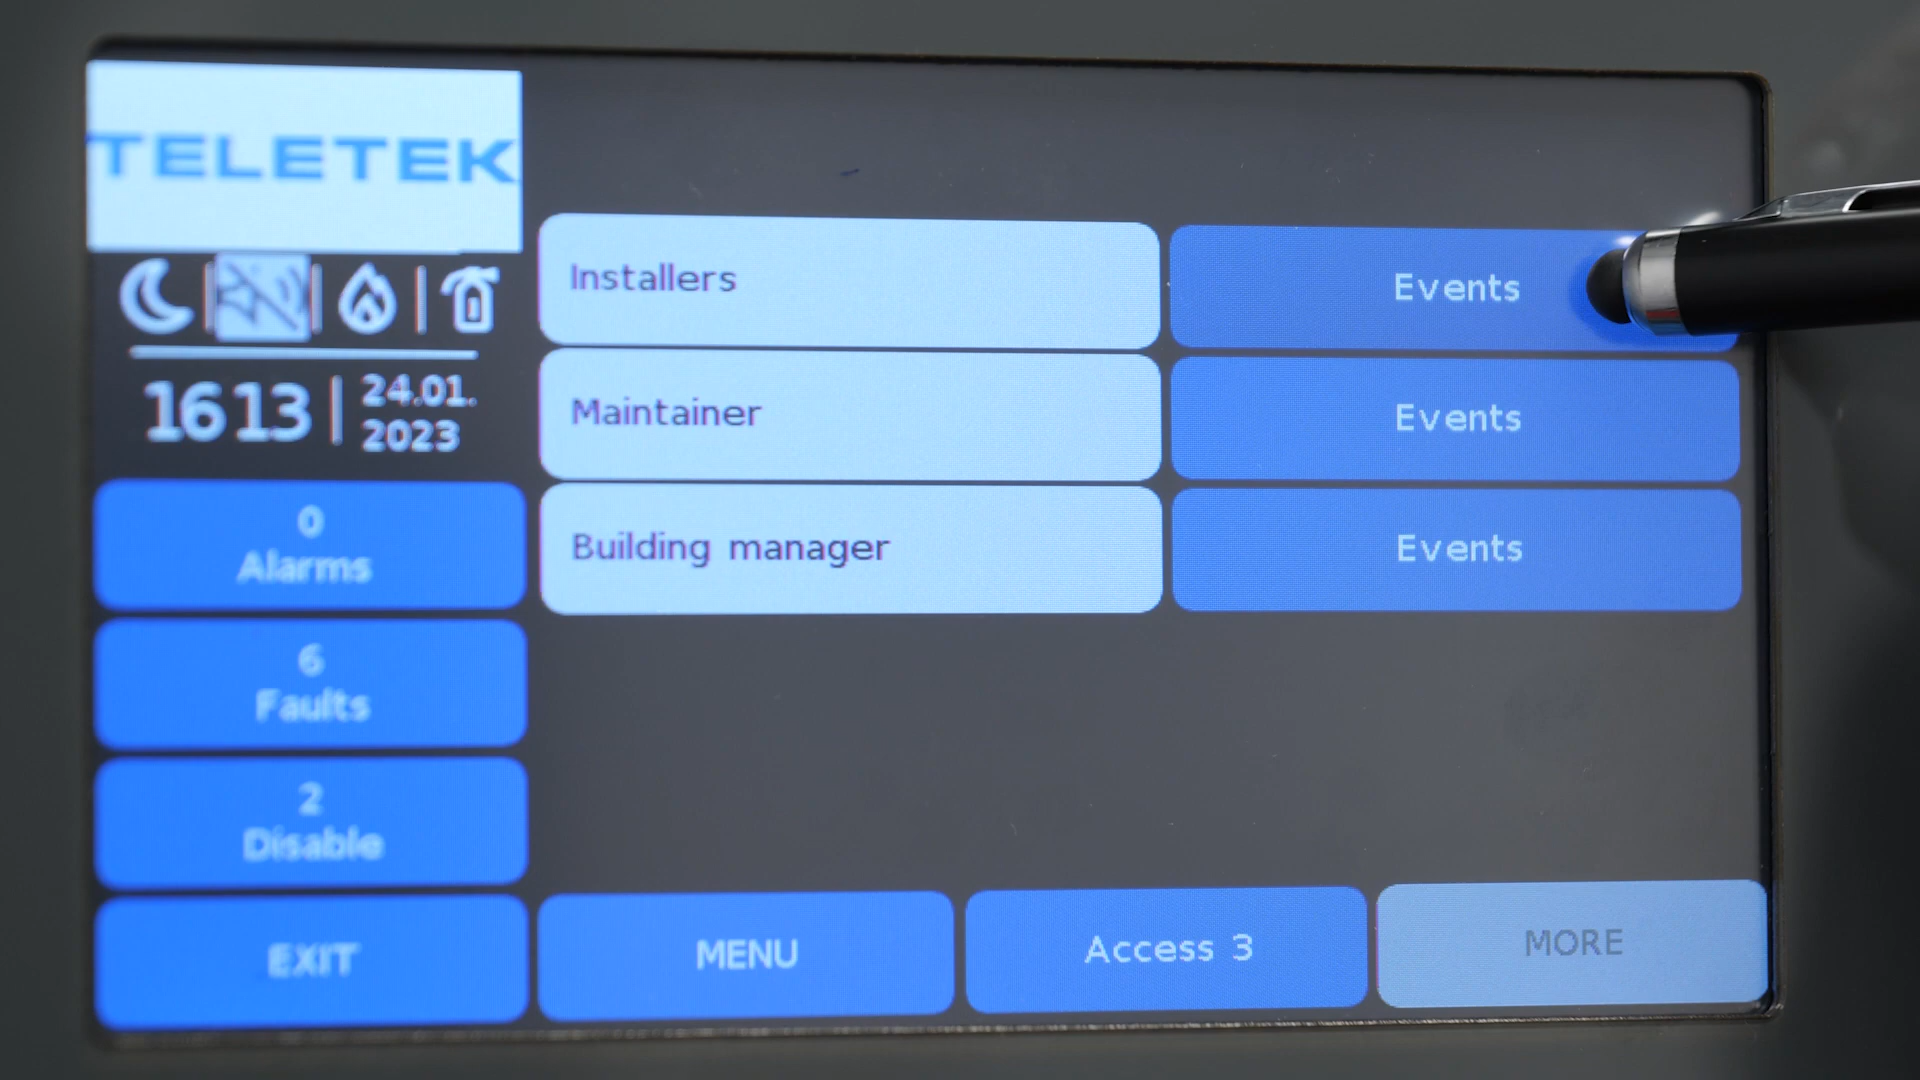 TELETEK
16 13
24.01.
2023
0
Alarms
6
Faults
2
Disable
EXIT
Installers
Events
Maintainer
Events
Building manager
Events
MENU
Access 3
MORE